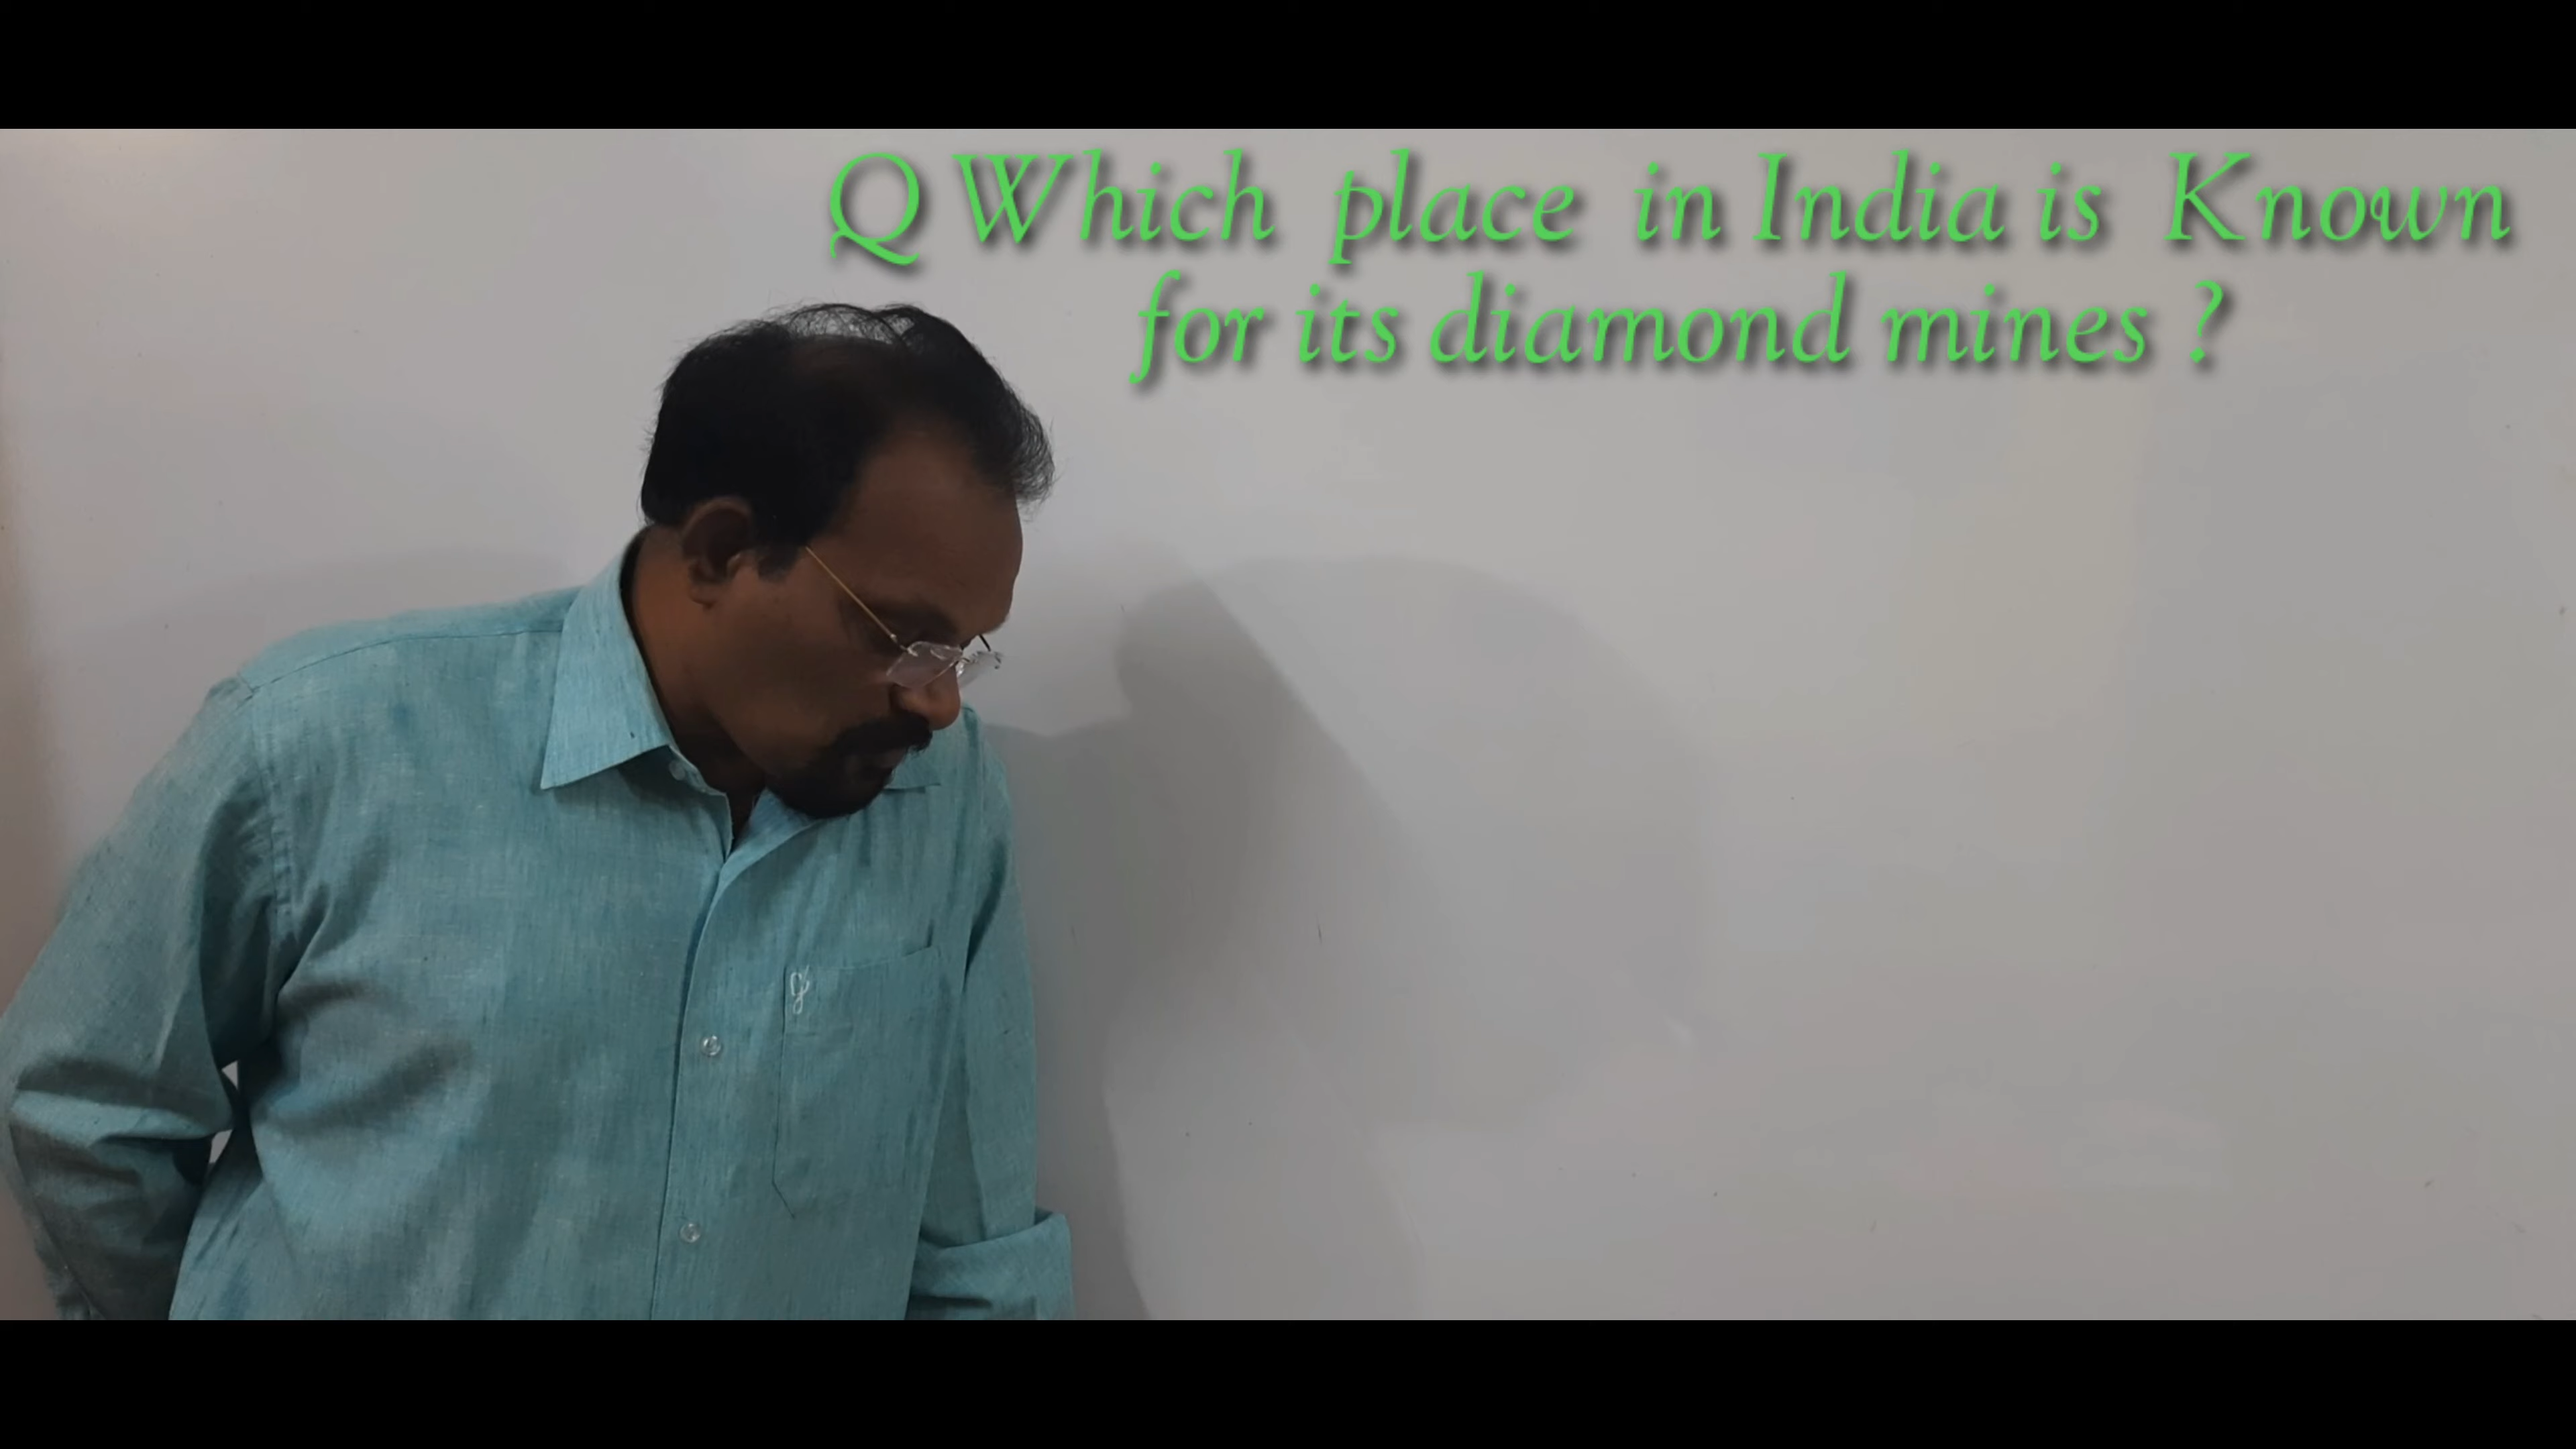 Q Which place in India is Known
for its diamond mines ?